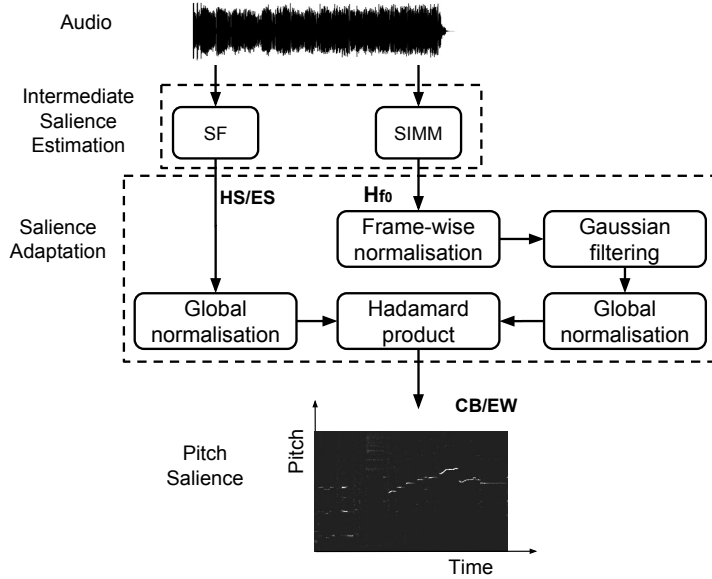 Audio
Intermediate
Salience
Estimation
SF
SIMM
HS/ES
Hf0
Salience
Adaptation
Frame-wise
normalisation
Gaussian
filtering
Global
normalisation
Hadamard
product
Global
normalisation
CB/EW
Pitch
Salience
Pitch
Time